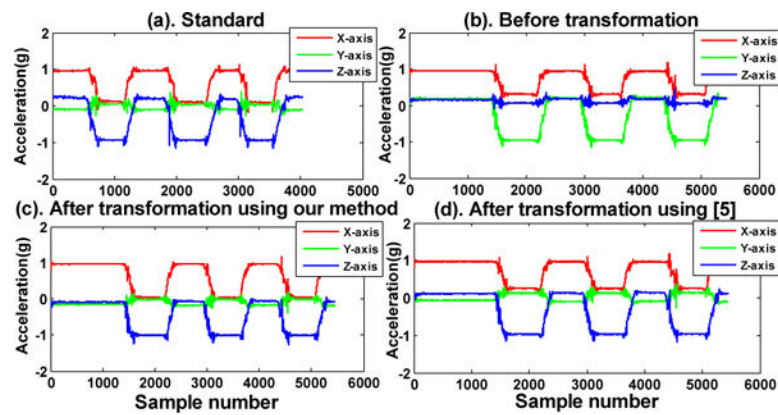 (a). Standard
(b). Before transformation
2
1
0
-1
-2
Acceleration(g)
X-axis
Y-axis
Z-axis
0 1000 2000 3000 4000 5000
2
1
0
-1
-2
Acceleration(g)
X-axis
Y-axis
Z-axis
0 1000 2000 3000 4000 5000 6000
(c). After transformation using our method
(d). After transformation using [5]
2
1
0
-1
-2
Acceleration(g)
X-axis
Y-axis
Z-axis
0 1000 2000 3000 4000 5000 6000
Sample number
2
1
0
-1
-2
Acceleration(g)
X-axis
Y-axis
Z-axis
0 1000 2000 3000 4000 5000 6000
Sample number